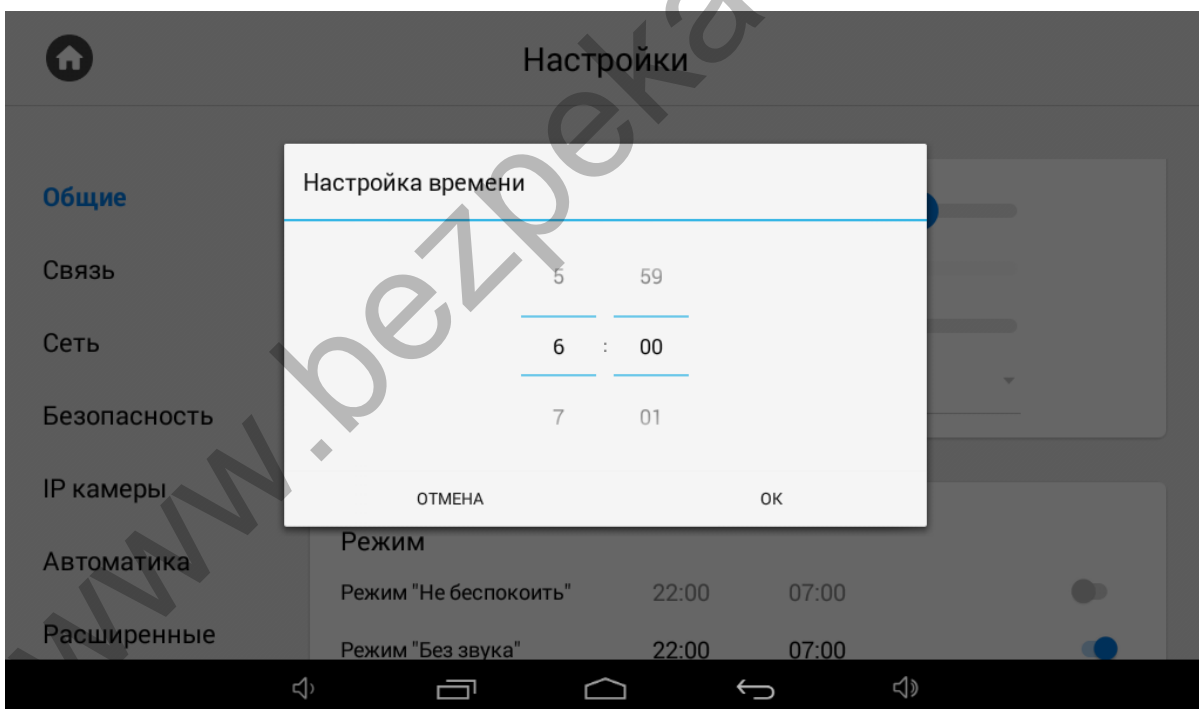 Настройки
Настройка времени
Общие
Связь
5 59
Сеть
6 : 00
Безопасность
7 01
IP камеры
ОТМЕНА ОК
Режим
Автоматика
Режим "Не беспокоить" 22:00 07:00
Расширенные
Режим "Без звука" 22:00 07:00
www.bezpeka